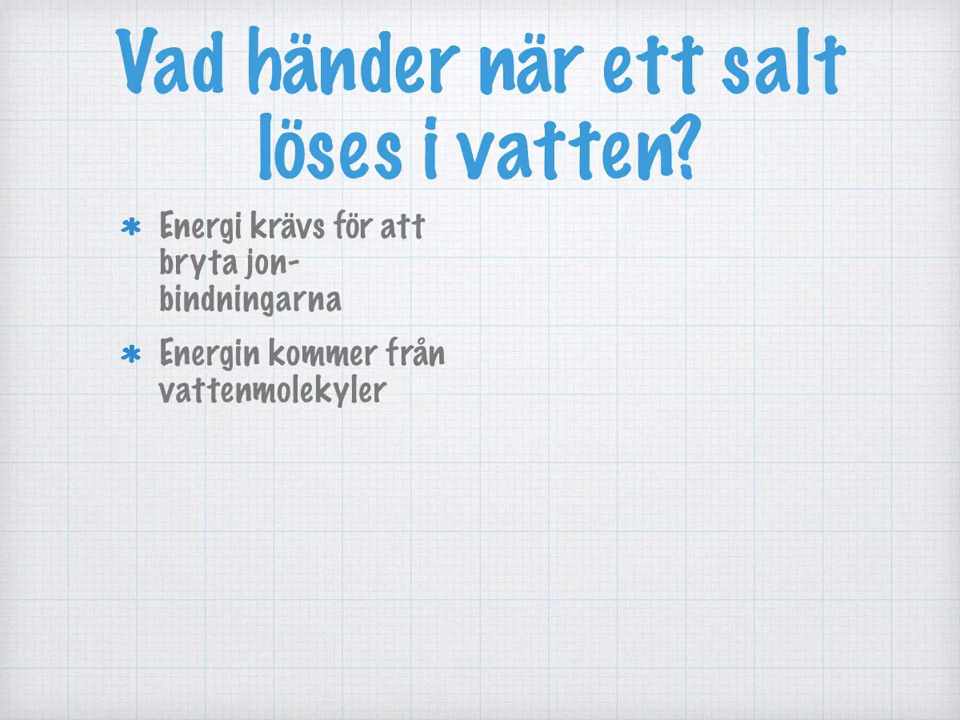 Vad händer när ett salt
löses i vatten?
Energi krävs för att
bryta jon-
bindningarna
Energin kommer från
vattenmolekyler